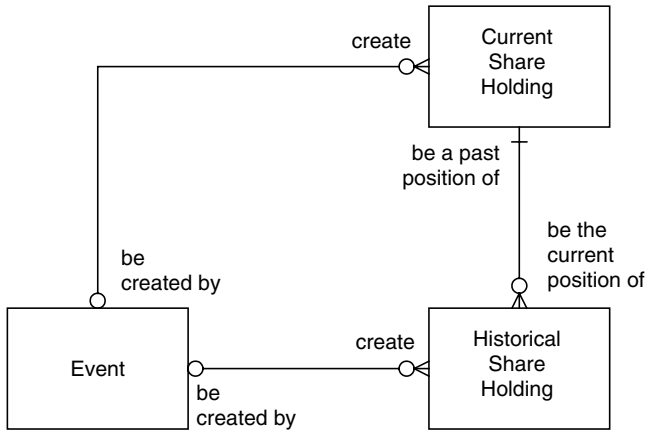 create
Current
Share
Holding
be a past
position of
be the
current
position of
be
created by
Event
create
be
created by
Historical
Share
Holding